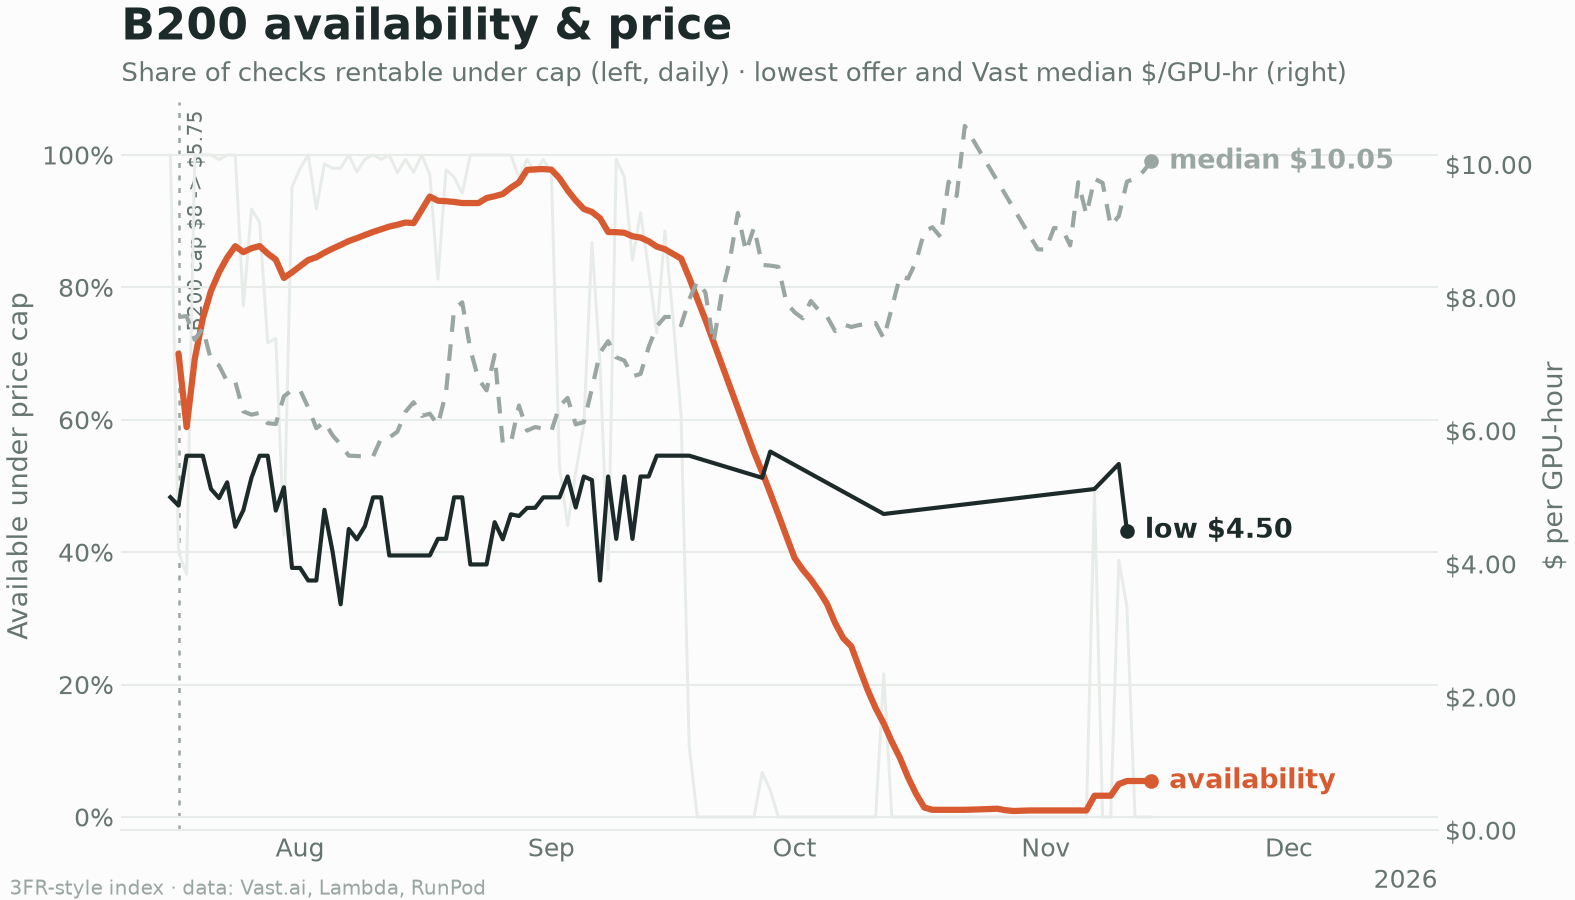 B200 availability & price
Share of checks rentable under cap (left, daily) · lowest offer and Vast median $/GPU-hr (right)
B200 cap $8 -> $5.75
Available under price cap
100%
80%
60%
40%
20%
0%
$ per GPU-hour
$10.00
$8.00
$6.00
$4.00
$2.00
$0.00
median $10.05
low $4.50
availability
Aug
Sep
Oct
Nov
Dec
2026
3FR-style index · data: Vast.ai, Lambda, RunPod